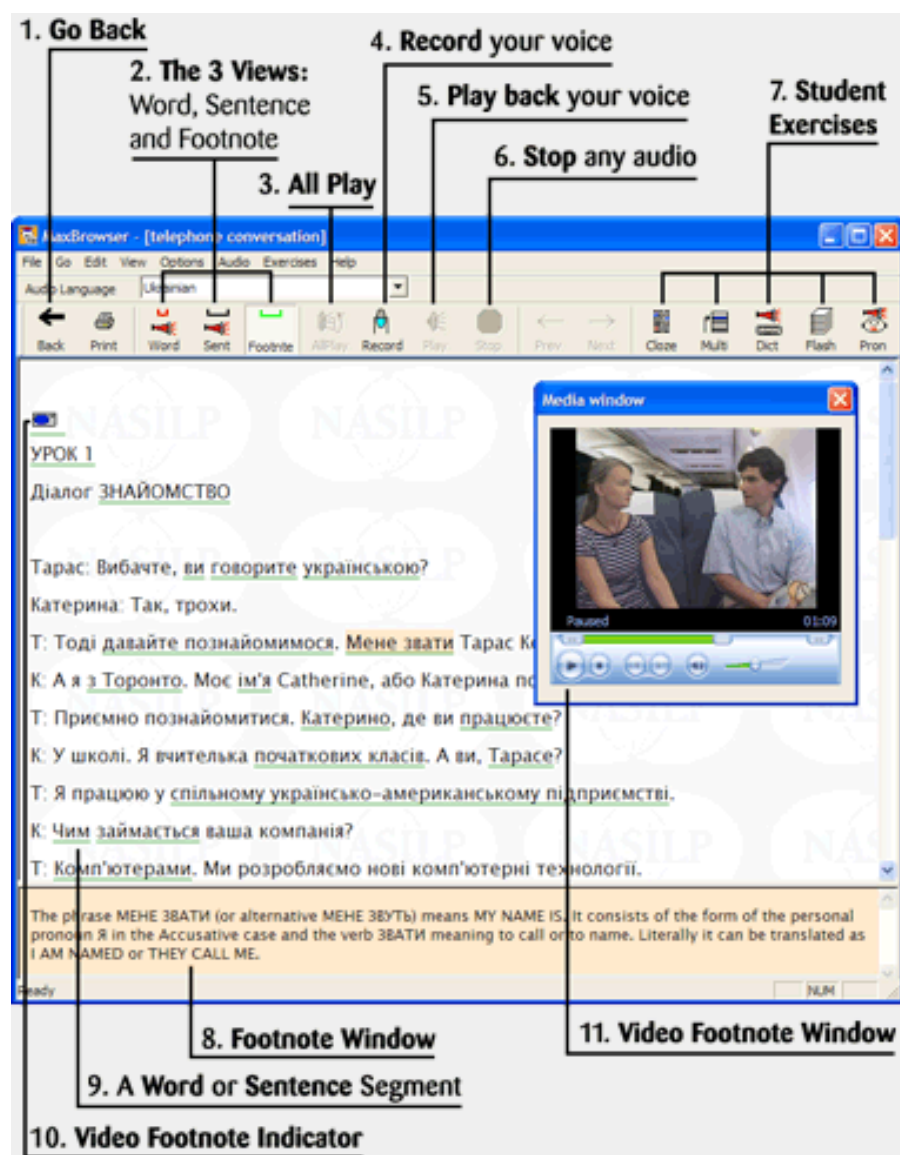 1. Go Back
4. Record your voice
2. The 3 Views:
Word, Sentence
and Footnote
5. Play back your voice
7. Student
Exercises
6. Stop any audio
3. All Play
MaxBrowser - [telephone conversation]
File Go Edit View Options Audio Exercises Help
Audio Language Ukrainian
Back Print Word Sent Footnte AllPlay Record Play Stop Prev Next Cloze Multi Dict Flash Pron
Media window
УРОК 1
Діалог ЗНАЙОМСТВО
Тарас: Вибачте, ви говорите українською?
Катерина: Так, трохи.
Paused 01:09
Т: Тоді давайте познайомимося. Мене звати Тарас
К: А я з Торонто. Моє ім'я Catherine, або Катерина
Т: Приємно познайомитися. Катерино, де ви працюєте?
К: У школі. Я вчителька початкових класів. А ви, Тарасе?
Т: Я працюю у спільному українсько-американському підприємстві.
К: Чим займається ваша компанія?
Т: Комп'ютерами. Ми розробляємо нові комп'ютерні технології.
NASILP
The phrase МЕНЕ ЗВАТИ (or alternative МЕНЕ ЗВУТЬ) means MY NAME IS. It consists of the form of the personal
pronoun Я in the Accusative case and the verb ЗВАТИ meaning to call or to name. Literally it can be translated as
I AM NAMED or THEY CALL ME.
Ready NUM
8. Footnote Window
11. Video Footnote Window
9. A Word or Sentence Segment
10. Video Footnote Indicator